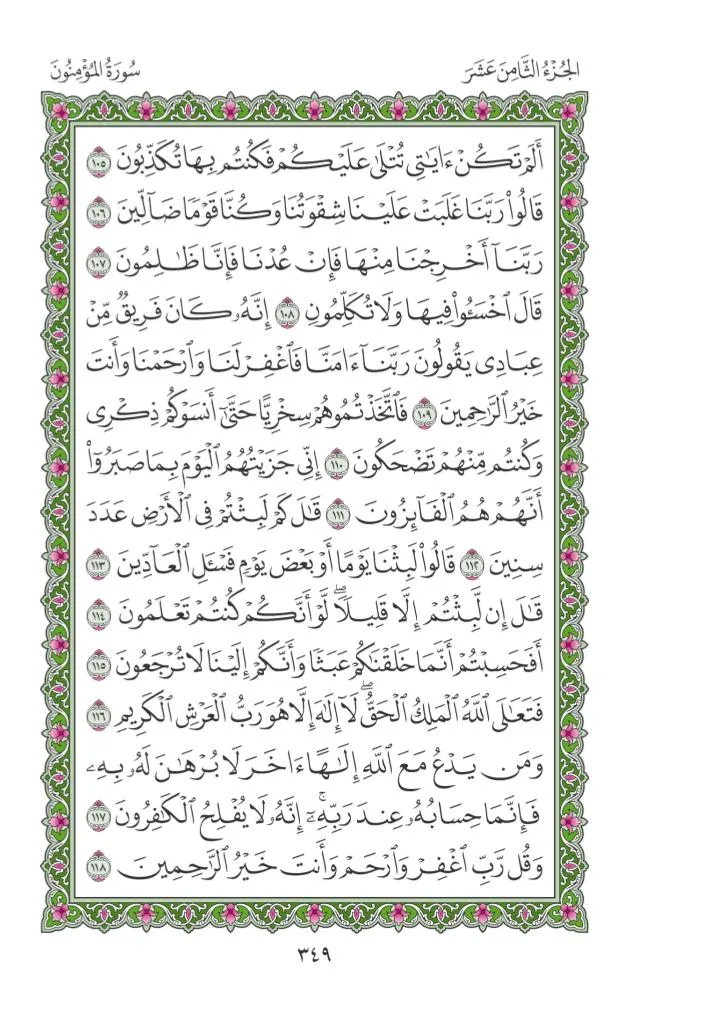 الجُزْءُ الثَّامِنَ عَشَرَ
سُورَةُ المُؤْمِنُونَ
أَلَمْ تَكُنْ ءَايَٰتِي تُتْلَىٰ عَلَيْكُمْ فَكُنتُم بِهَا تُكَذِّبُونَ ١٠٥
قَالُوا۟ رَبَّنَا غَلَبَتْ عَلَيْنَا شِقْوَتُنَا وَكُنَّا قَوْمًا ضَآلِّينَ ١٠٦
رَبَّنَآ أَخْرِجْنَا مِنْهَا فَإِنْ عُدْنَا فَإِنَّا ظَٰلِمُونَ ١٠٧
قَالَ ٱخْسَـُٔوا۟ فِيهَا وَلَا تُكَلِّمُونِ ١٠٨ إِنَّهُۥ كَانَ فَرِيقٌ مِّنْ
عِبَادِى يَقُولُونَ رَبَّنَآ ءَامَنَّا فَٱغْفِرْ لَنَا وَٱرْحَمْنَا وَأَنتَ
خَيْرُ ٱلرَّٰحِمِينَ ١٠٩ فَٱتَّخَذْتُمُوهُمْ سِخْرِيًّا حَتَّىٰٓ أَنسَوْكُمْ ذِكْرِى
وَكُنتُم مِّنْهُمْ تَضْحَكُونَ ١١٠ إِنِّى جَزَيْتُهُمُ ٱلْيَوْمَ بِمَا صَبَرُوٓا۟
أَنَّهُمْ هُمُ ٱلْفَآئِزُونَ ١١١ قَٰلَ كَمْ لَبِثْتُمْ فِى ٱلْأَرْضِ عَدَدَ
سِنِينَ ١١٢ قَالُوا۟ لَبِثْنَا يَوْمًا أَوْ بَعْضَ يَوْمٍ فَسْـَٔلِ ٱلْعَآدِّينَ ١١٣
قَٰلَ إِن لَّبِثْتُمْ إِلَّا قَلِيلًا ۖ لَّوْ أَنَّكُمْ كُنتُمْ تَعْلَمُونَ ١١٤
أَفَحَسِبْتُمْ أَنَّمَا خَلَقْنَٰكُمْ عَبَثًا وَأَنَّكُمْ إِلَيْنَا لَا تُرْجَعُونَ ١١٥
فَتَعَٰلَى ٱللَّهُ ٱلْمَلِكُ ٱلْحَقُّ ۖ لَآ إِلَٰهَ إِلَّا هُوَ رَبُّ ٱلْعَرْشِ ٱلْكَرِيمِ ١١٦
وَمَن يَدْعُ مَعَ ٱللَّهِ إِلَٰهًا ءَاخَرَ لَا بُرْهَٰنَ لَهُۥ بِهِۦ
فَإِنَّمَا حِسَابُهُۥ عِندَ رَبِّهِۦٓ ۚ إِنَّهُۥ لَا يُفْلِحُ ٱلْكَٰفِرُونَ ١١٧
وَقُل رَّبِّ ٱغْفِرْ وَٱرْحَمْ وَأَنتَ خَيْرُ ٱلرَّٰحِمِينَ ١١٨
٣٤٩